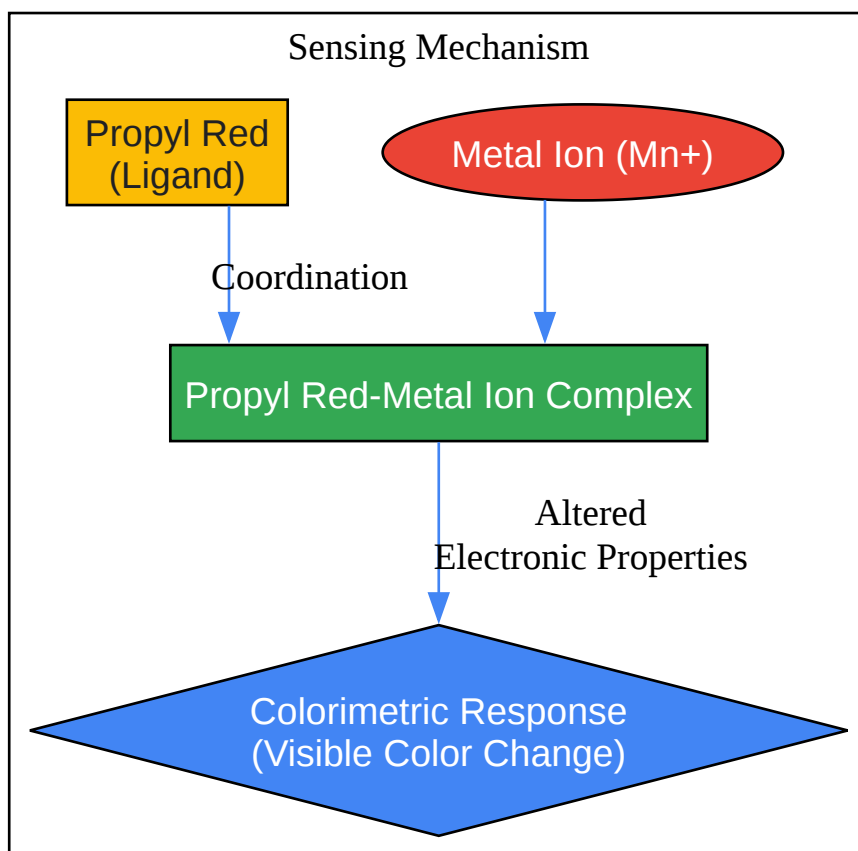 Sensing Mechanism
Propyl Red
(Ligand)
Metal Ion (Mn+)
Coordination
Propyl Red-Metal Ion Complex
Altered
Electronic Properties
Colorimetric Response
(Visible Color Change)